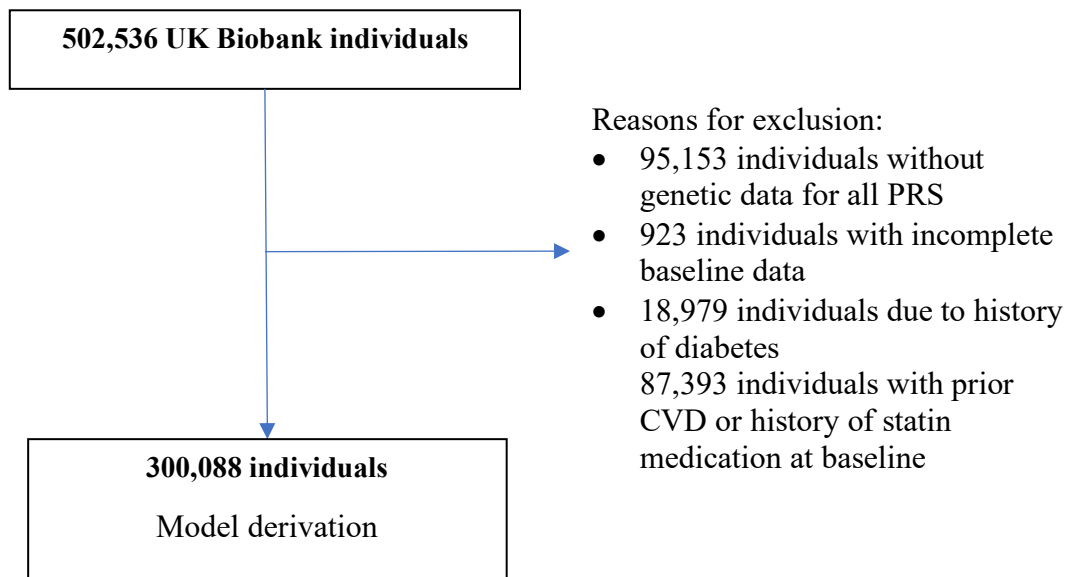 502,536 UK Biobank individuals
Reasons for exclusion:
• 95,153 individuals without
genetic data for all PRS
• 923 individuals with incomplete
baseline data
• 18,979 individuals due to history
of diabetes
87,393 individuals with prior
CVD or history of statin
medication at baseline
300,088 individuals
Model derivation